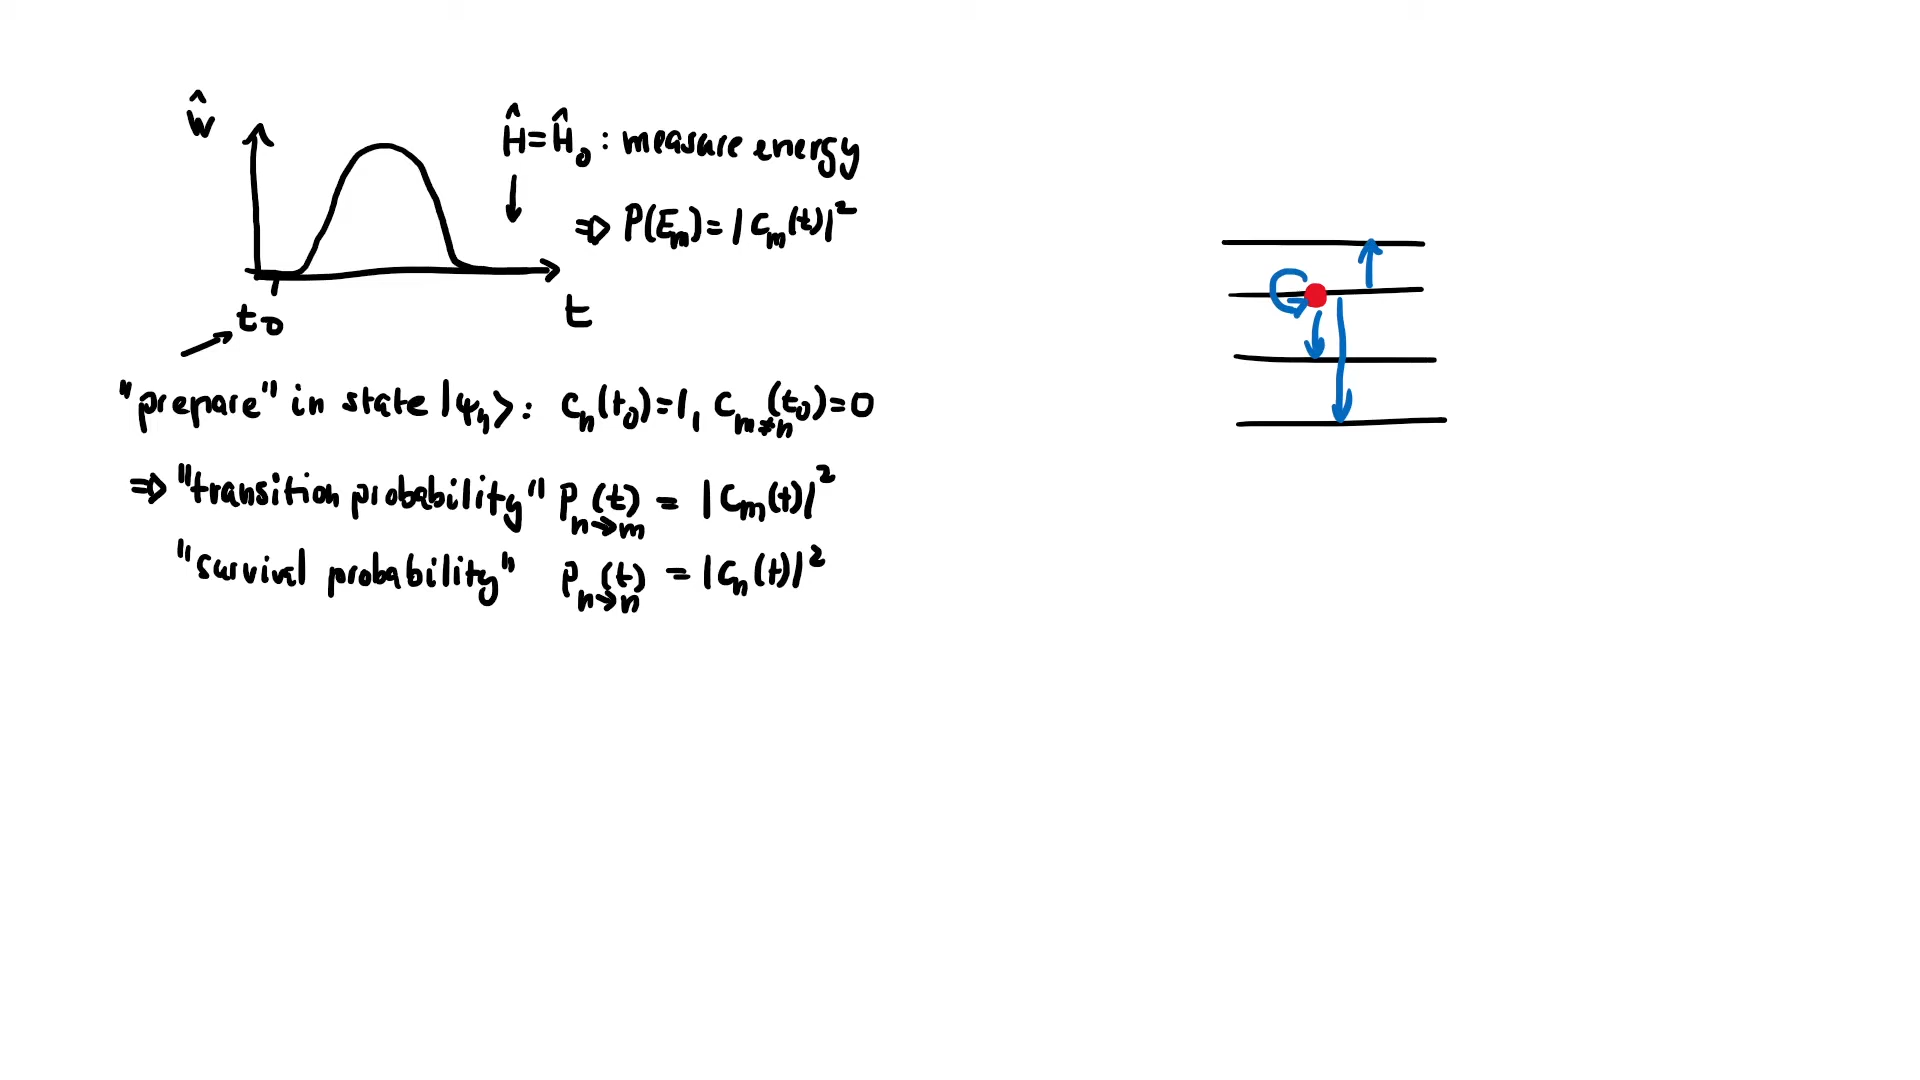 Ŵ
Ĥ=Ĥ₀ : measure energy
⇒ P(Eₘ) = |cₘ(t)|²
t₀
t
"prepare" in state |ψₙ⟩: cₙ(t₀)=1, cₘ≠ₙ(t₀)=0
⇒ "transition probability" Pₙ→ₘ(t) = |cₘ(t)|²
"survival probability" Pₙ→ₙ(t) = |cₙ(t)|²